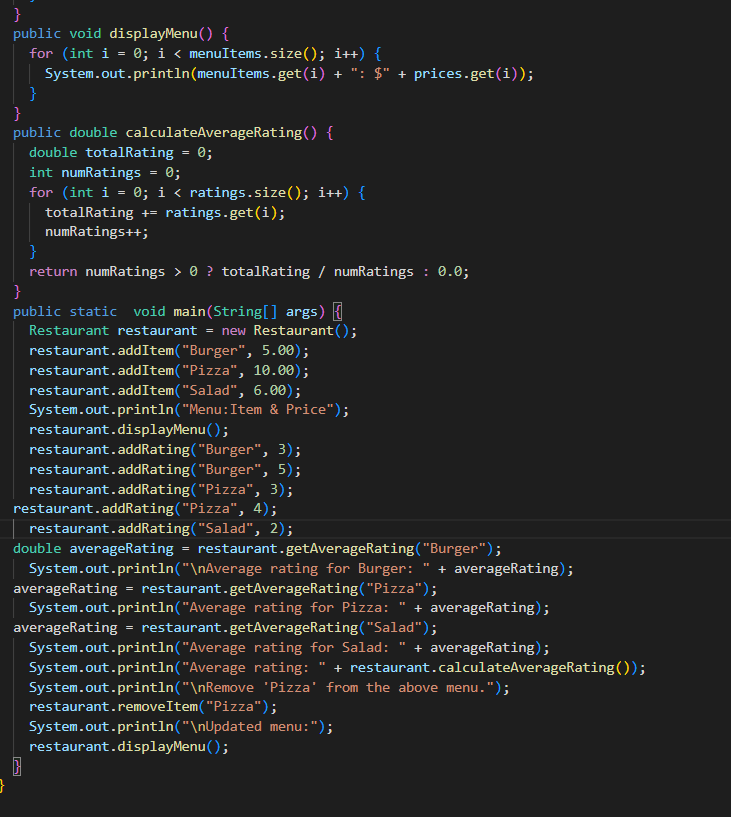 }
public void displayMenu() {
for (int i = 0; i < menuItems.size(); i++) {
System.out.println(menuItems.get(i) + ": $" + prices.get(i));
}
}
public double calculateAverageRating() {
double totalRating = 0;
int numRatings = 0;
for (int i = 0; i < ratings.size(); i++) {
totalRating += ratings.get(i);
numRatings++;
}
return numRatings > 0 ? totalRating / numRatings : 0.0;
}
public static  void main(String[] args) {
Restaurant restaurant = new Restaurant();
restaurant.addItem("Burger", 5.00);
restaurant.addItem("Pizza", 10.00);
restaurant.addItem("Salad", 6.00);
System.out.println("Menu:Item & Price");
restaurant.displayMenu();
restaurant.addRating("Burger", 3);
restaurant.addRating("Burger", 5);
restaurant.addRating("Pizza", 3);
restaurant.addRating("Pizza", 4);
restaurant.addRating("Salad", 2);
double averageRating = restaurant.getAverageRating("Burger");
System.out.println("\nAverage rating for Burger: " + averageRating);
averageRating = restaurant.getAverageRating("Pizza");
System.out.println("Average rating for Pizza: " + averageRating);
averageRating = restaurant.getAverageRating("Salad");
System.out.println("Average rating for Salad: " + averageRating);
System.out.println("Average rating: " + restaurant.calculateAverageRating());
System.out.println("\nRemove 'Pizza' from the above menu.");
restaurant.removeItem("Pizza");
System.out.println("\nUpdated menu:");
restaurant.displayMenu();
}
}